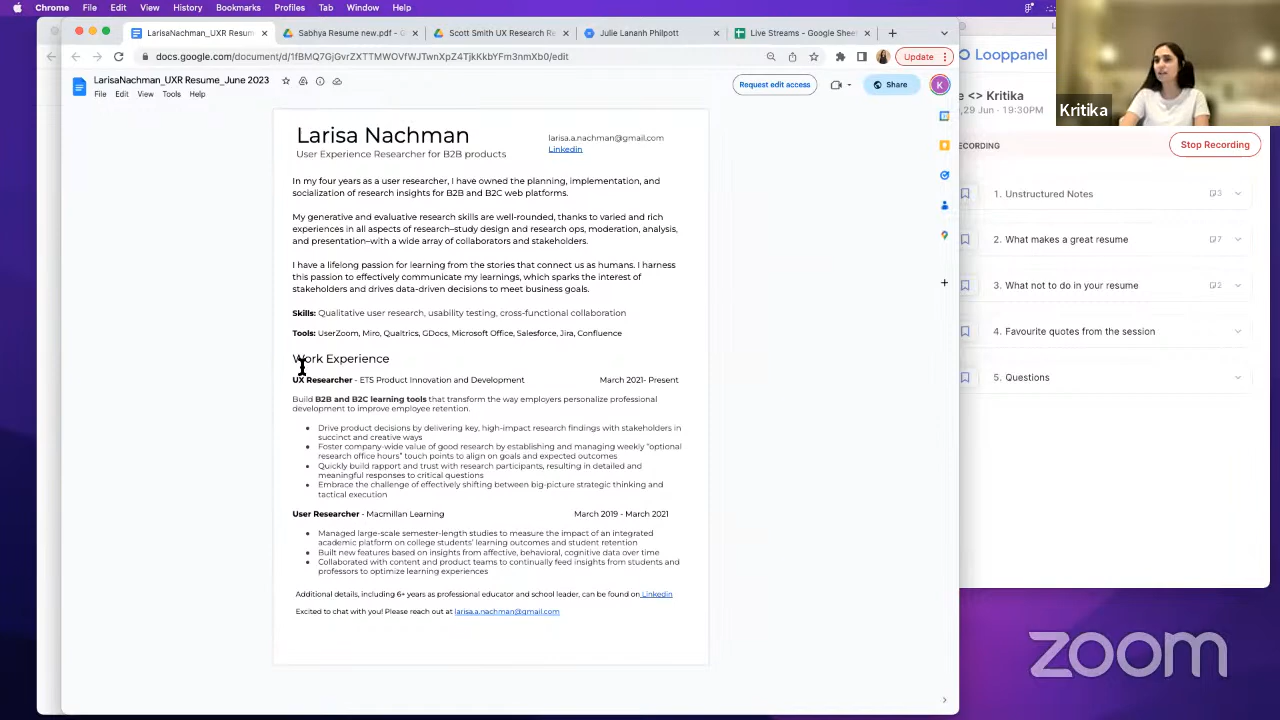 Chrome File Edit View History Bookmarks Profiles Tab Window Help
LarisaNachman_UXR Resum
Sabhya Resume new.pdf - G
Scott Smith UX Research Re
Julie Lananh Philpott
Live Streams - Google Shee
docs.google.com/document/d/
/edit
Update
LarisaNachman_UXR Resume_June 2023
File Edit View Tools Help
Request edit access
Share
K
Larisa Nachman
User Experience Researcher for B2B products
larisa.a.nachman@gmail.com
Linkedin
In my four years as a user researcher, I have owned the planning, implementation, and
socialization of research insights for B2B and B2C web platforms.
My generative and evaluative research skills are well-rounded, thanks to varied and rich
experiences in all aspects of research–study design and research ops, moderation, analysis,
and presentation–with a wide array of collaborators and stakeholders.
I have a lifelong passion for learning from the stories that connect us as humans. I harness
this passion to effectively communicate my learnings, which sparks the interest of
stakeholders and drives data-driven decisions to meet business goals.
Skills: Qualitative user research, usability testing, cross-functional collaboration
Tools: UserZoom, Miro, Qualtrics, GDocs, Microsoft Office, Salesforce, Jira, Confluence
Work Experience
UX Researcher - ETS Product Innovation and Development March 2021- Present
Build B2B and B2C learning tools that transform the way employers personalize professional
development to improve employee retention.
● Drive product decisions by delivering key, high-impact research findings with stakeholders in
succinct and creative ways
● Foster company-wide value of good research by establishing and managing weekly "optional
research office hours" touch points to align on goals and expected outcomes
● Quickly build rapport and trust with research participants, resulting in detailed and
meaningful responses to critical questions
● Embrace the challenge of effectively shifting between big-picture strategic thinking and
tactical execution
User Researcher - Macmillan Learning March 2019 - March 2021
● Managed large-scale semester-length studies to measure the impact of an integrated
academic platform on college students' learning outcomes and student retention
● Built new features based on insights from affective, behavioral, cognitive data over time
● Collaborated with content and product teams to continually feed insights from students and
professors to optimize learning experiences
Additional details, including 6+ years as professional educator and school leader, can be found on Linkedin
Excited to chat with you! Please reach out at larisa.a.nachman@gmail.com
Looppanel
e <> Kritika
,29 Jun - 19:30PM
Kritika
ECORDING
Stop Recording
1. Unstructured Notes 3
2. What makes a great resume 7
3. What not to do in your resume 2
4. Favourite quotes from the session
5. Questions
zoom